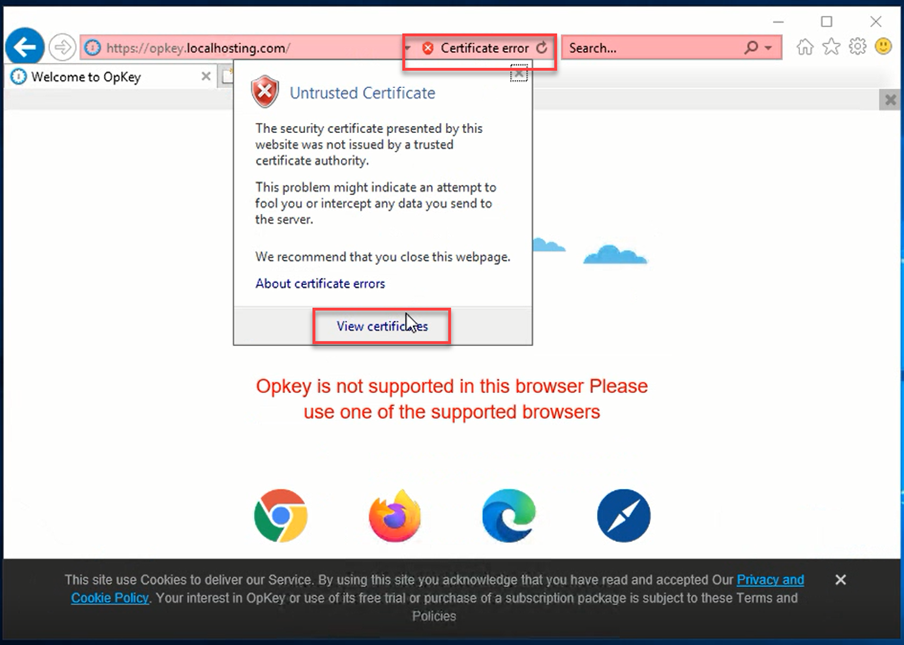 https://opkey.localhosting.com/
Certificate error
Search...
Welcome to OpKey
Untrusted Certificate
The security certificate presented by this
website was not issued by a trusted
certificate authority.
This problem might indicate an attempt to
fool you or intercept any data you send to
the server.
We recommend that you close this webpage.
About certificate errors
View certificates
Opkey is not supported in this browser Please
use one of the supported browsers
This site use Cookies to deliver our Service. By using this site you acknowledge that you have read and accepted Our Privacy and
Cookie Policy. Your interest in OpKey or use of its free trial or purchase of a subscription package is subject to these Terms and
Policies